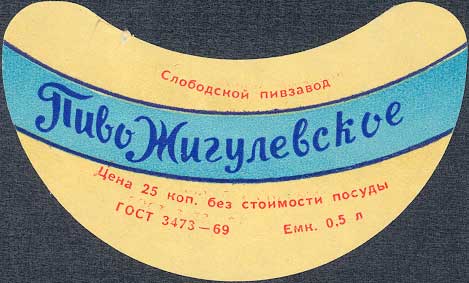 Слободской пивзавод
Пиво Жигулевское
Цена 25 коп. без стоимости посуды
ГОСТ 3473—69 Емк. 0,5 л